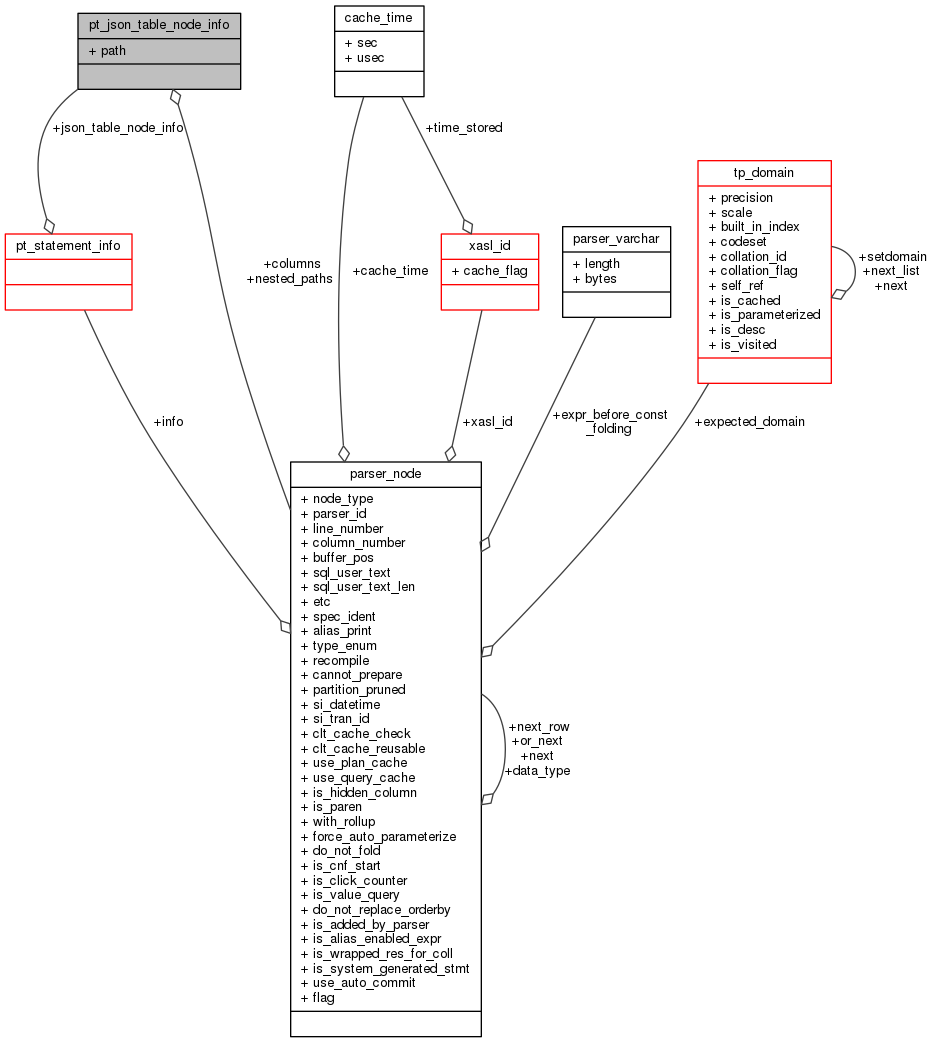 pt_json_table_node_info
+ path
cache_time
+ sec
+ usec
+json_table_node_info
+time_stored
tp_domain
+ precision
+ scale
+ built_in_index
+ codeset
+ collation_id
+ collation_flag
+ self_ref
+ is_cached
+ is_parameterized
+ is_desc
+ is_visited
+setdomain
+next_list
+next
pt_statement_info
xasl_id
+ cache_flag
parser_varchar
+ length
+ bytes
+columns
+nested_paths
+cache_time
+info
+xasl_id
+expr_before_const
_folding
+expected_domain
parser_node
+ node_type
+ parser_id
+ line_number
+ column_number
+ buffer_pos
+ sql_user_text
+ sql_user_text_len
+ etc
+ spec_ident
+ alias_print
+ type_enum
+ recompile
+ cannot_prepare
+ partition_pruned
+ si_datetime
+ si_tran_id
+ clt_cache_check
+ clt_cache_reusable
+ use_plan_cache
+ use_query_cache
+ is_hidden_column
+ is_paren
+ with_rollup
+ force_auto_parameterize
+ do_not_fold
+ is_cnf_start
+ is_click_counter
+ is_value_query
+ do_not_replace_orderby
+ is_added_by_parser
+ is_alias_enabled_expr
+ is_wrapped_res_for_coll
+ is_system_generated_stmt
+ use_auto_commit
+ flag
+next_row
+or_next
+next
+data_type